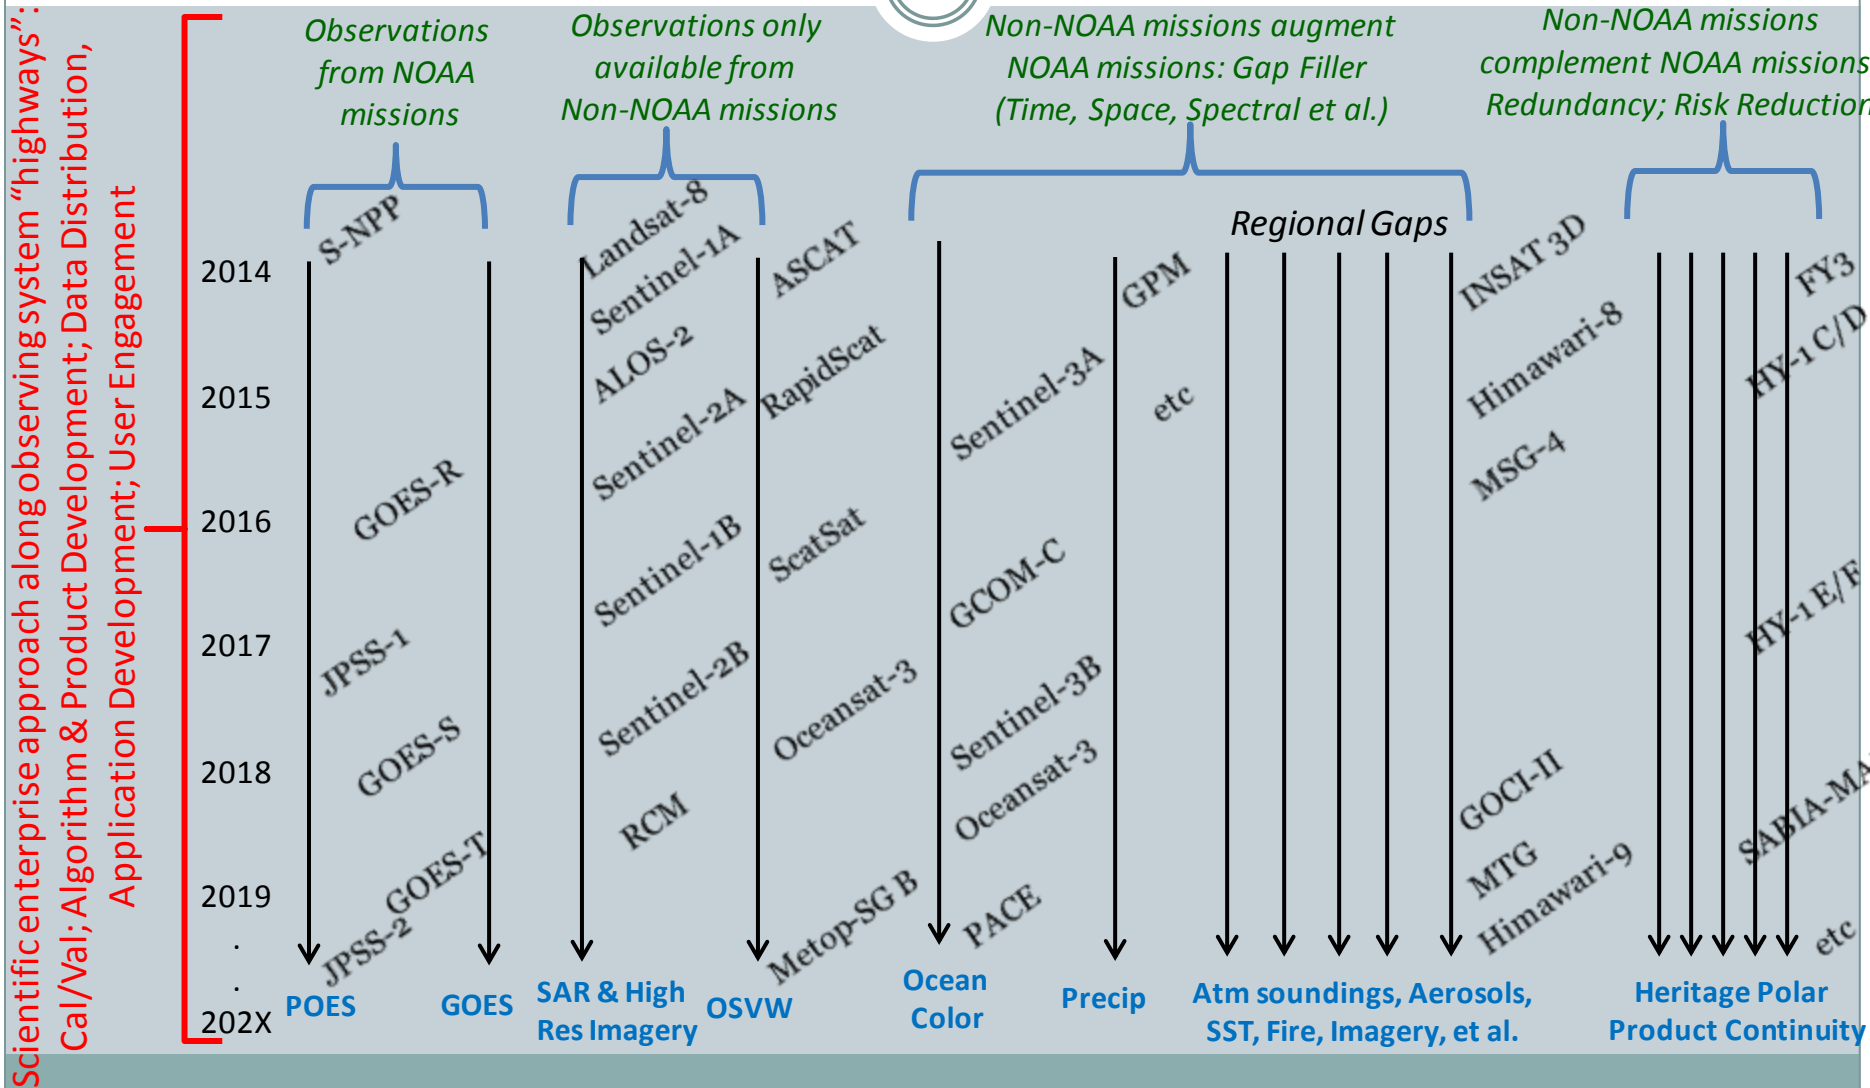 Scientific enterprise approach along observing system “highways”:
Cal/Val; Algorithm & Product Development; Data Distribution,
Application Development; User Engagement
Observations
from NOAA
missions
Observations only
available from
Non-NOAA missions
Non-NOAA missions augment
NOAA missions: Gap Filler
(Time, Space, Spectral et al.)
Non-NOAA missions
complement NOAA missions
Redundancy; Risk Reduction
Regional Gaps
2014
2015
2016
2017
2018
2019
.
.
202X
S-NPP
GOES-R
JPSS-1
GOES-S
GOES-T
JPSS-2
Landsat-8
Sentinel-1A
ALOS-2
Sentinel-2A
Sentinel-1B
Sentinel-2B
RCM
ASCAT
RapidScat
ScatSat
Oceansat-3
Metop-SG B
Sentinel-3A
GCOM-C
Sentinel-3B
Oceansat-3
PACE
GPM
etc
INSAT 3D
Himawari-8
MSG-4
GOCI-II
MTG
Himawari-9
FY3
HY-1 C/D
HY-1 E/F
SABIA-MA
etc
POES
GOES
SAR & High
Res Imagery
OSVW
Ocean
Color
Precip
Atm soundings, Aerosols,
SST, Fire, Imagery, et al.
Heritage Polar
Product Continuity